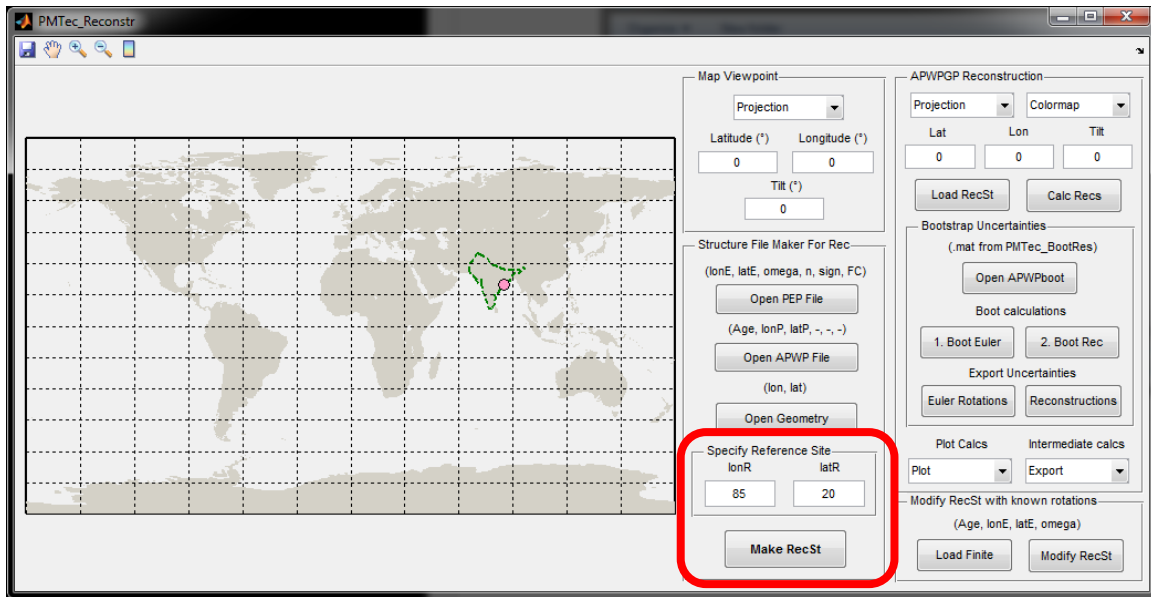 PMTec_Reconstr
Map Viewpoint
Projection
Latitude (°) Longitude (°)
0 0
Tilt (°)
0
Structure File Maker For Rec
(lonE, latE, omega, n, sign, FC)
Open PEP File
(Age, lonP, latP, -, -, -)
Open APWP File
(lon, lat)
Open Geometry
Specify Reference Site
lonR latR
85 20
Make RecSt
APWPGP Reconstruction
Projection Colormap
Lat Lon Tilt
0 0 0
Load RecSt Calc Recs
Bootstrap Uncertainties
(.mat from PMTec_BootRes)
Open APWPboot
Boot calculations
1. Boot Euler 2. Boot Rec
Export Uncertainties
Euler Rotations Reconstructions
Plot Calcs Intermediate calcs
Plot Export
Modify RecSt with known rotations
(Age, lonE, latE, omega)
Load Finite Modify RecSt